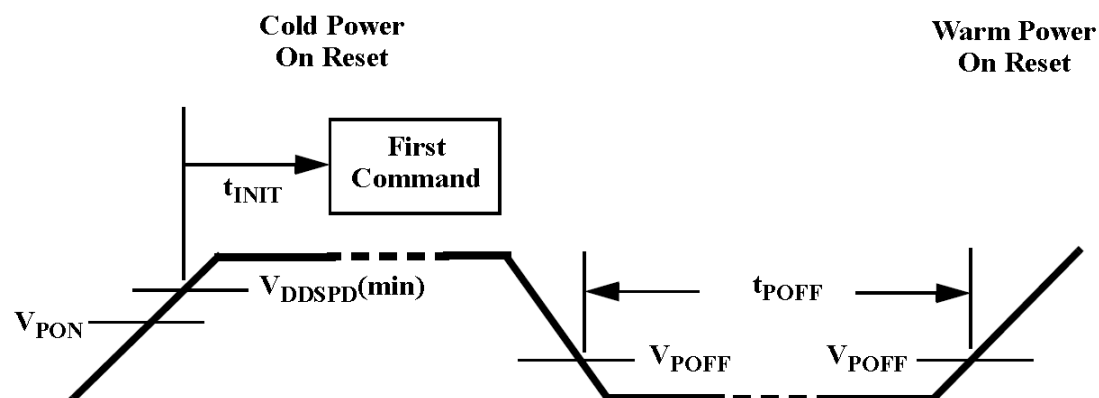 Cold Power
On Reset
Warm Power
On Reset
First
Command
tINIT
VDDSPD(min)
VPON
tPOFF
VPOFF
VPOFF